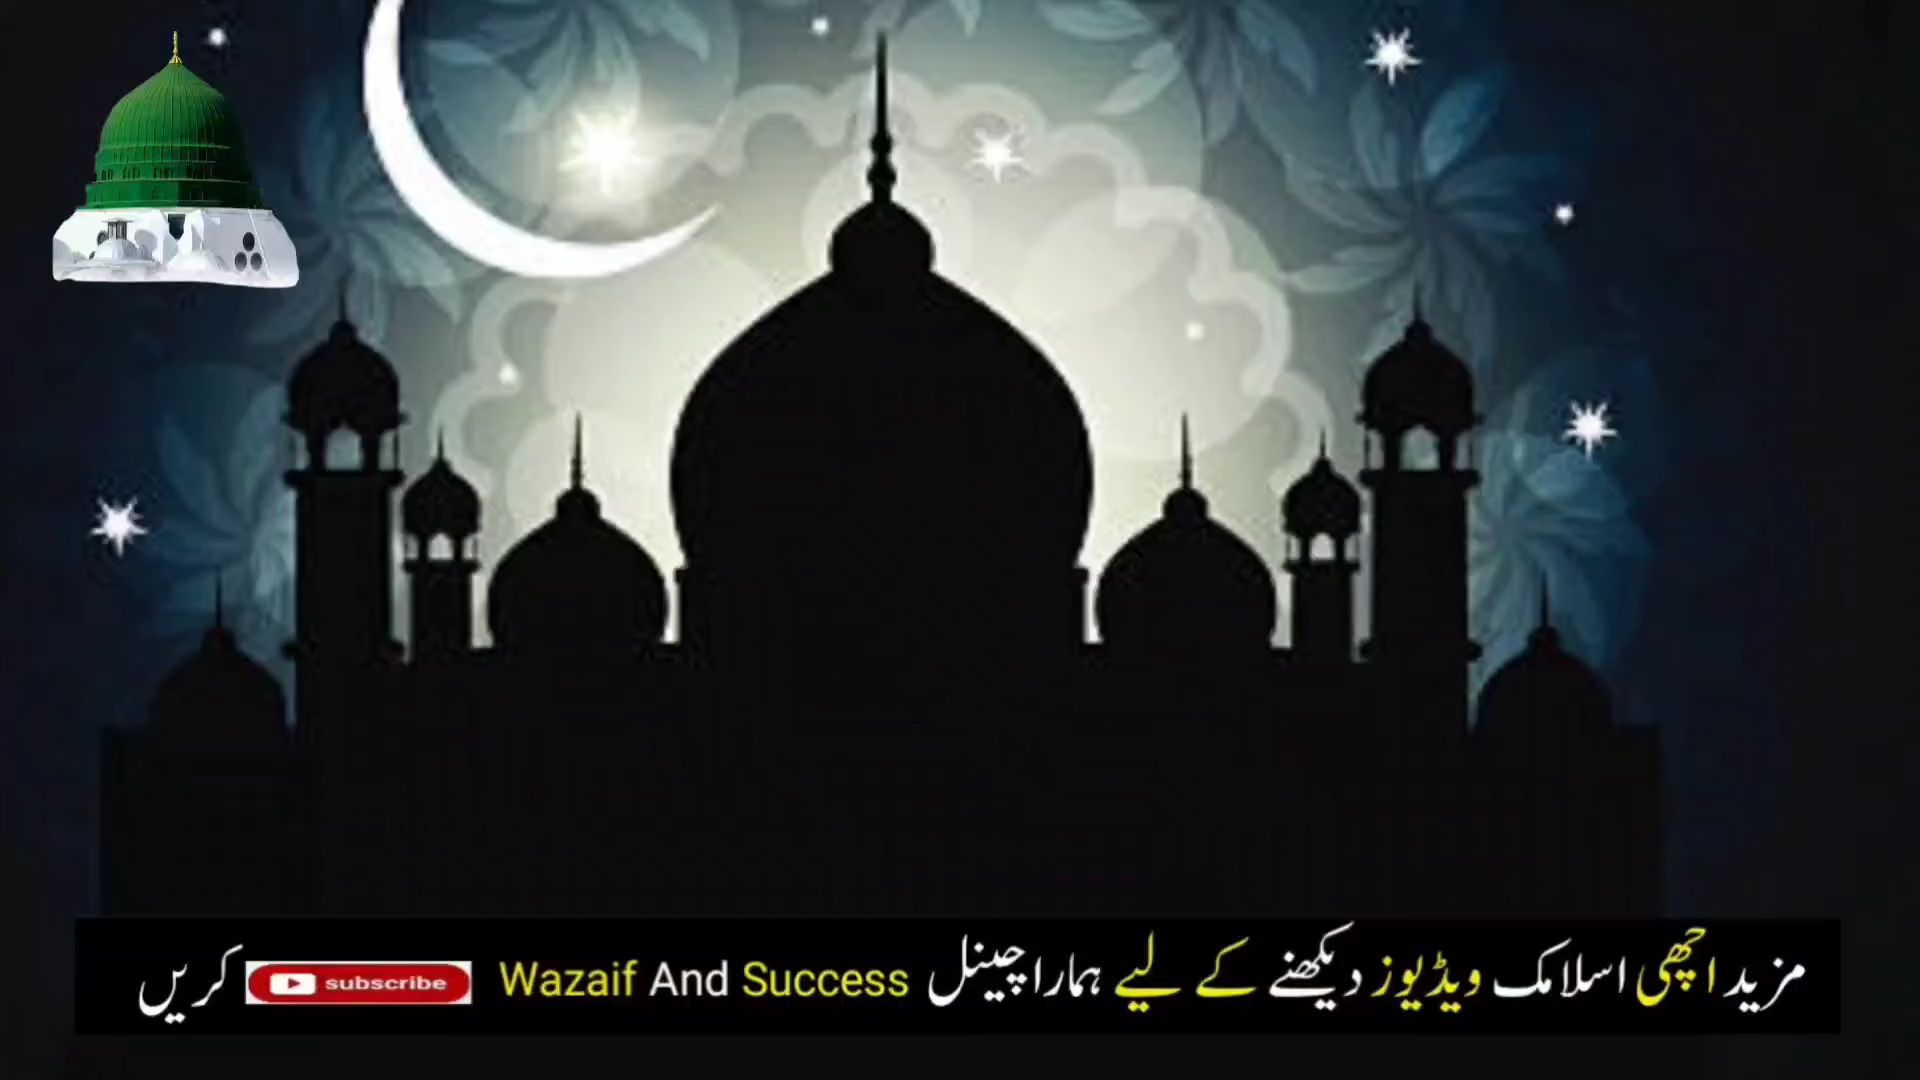 مزید اچھی اسلامک ویڈیوز دیکھنے کے لیے ہمارا چینل Wazaif And Success subscribe کریں